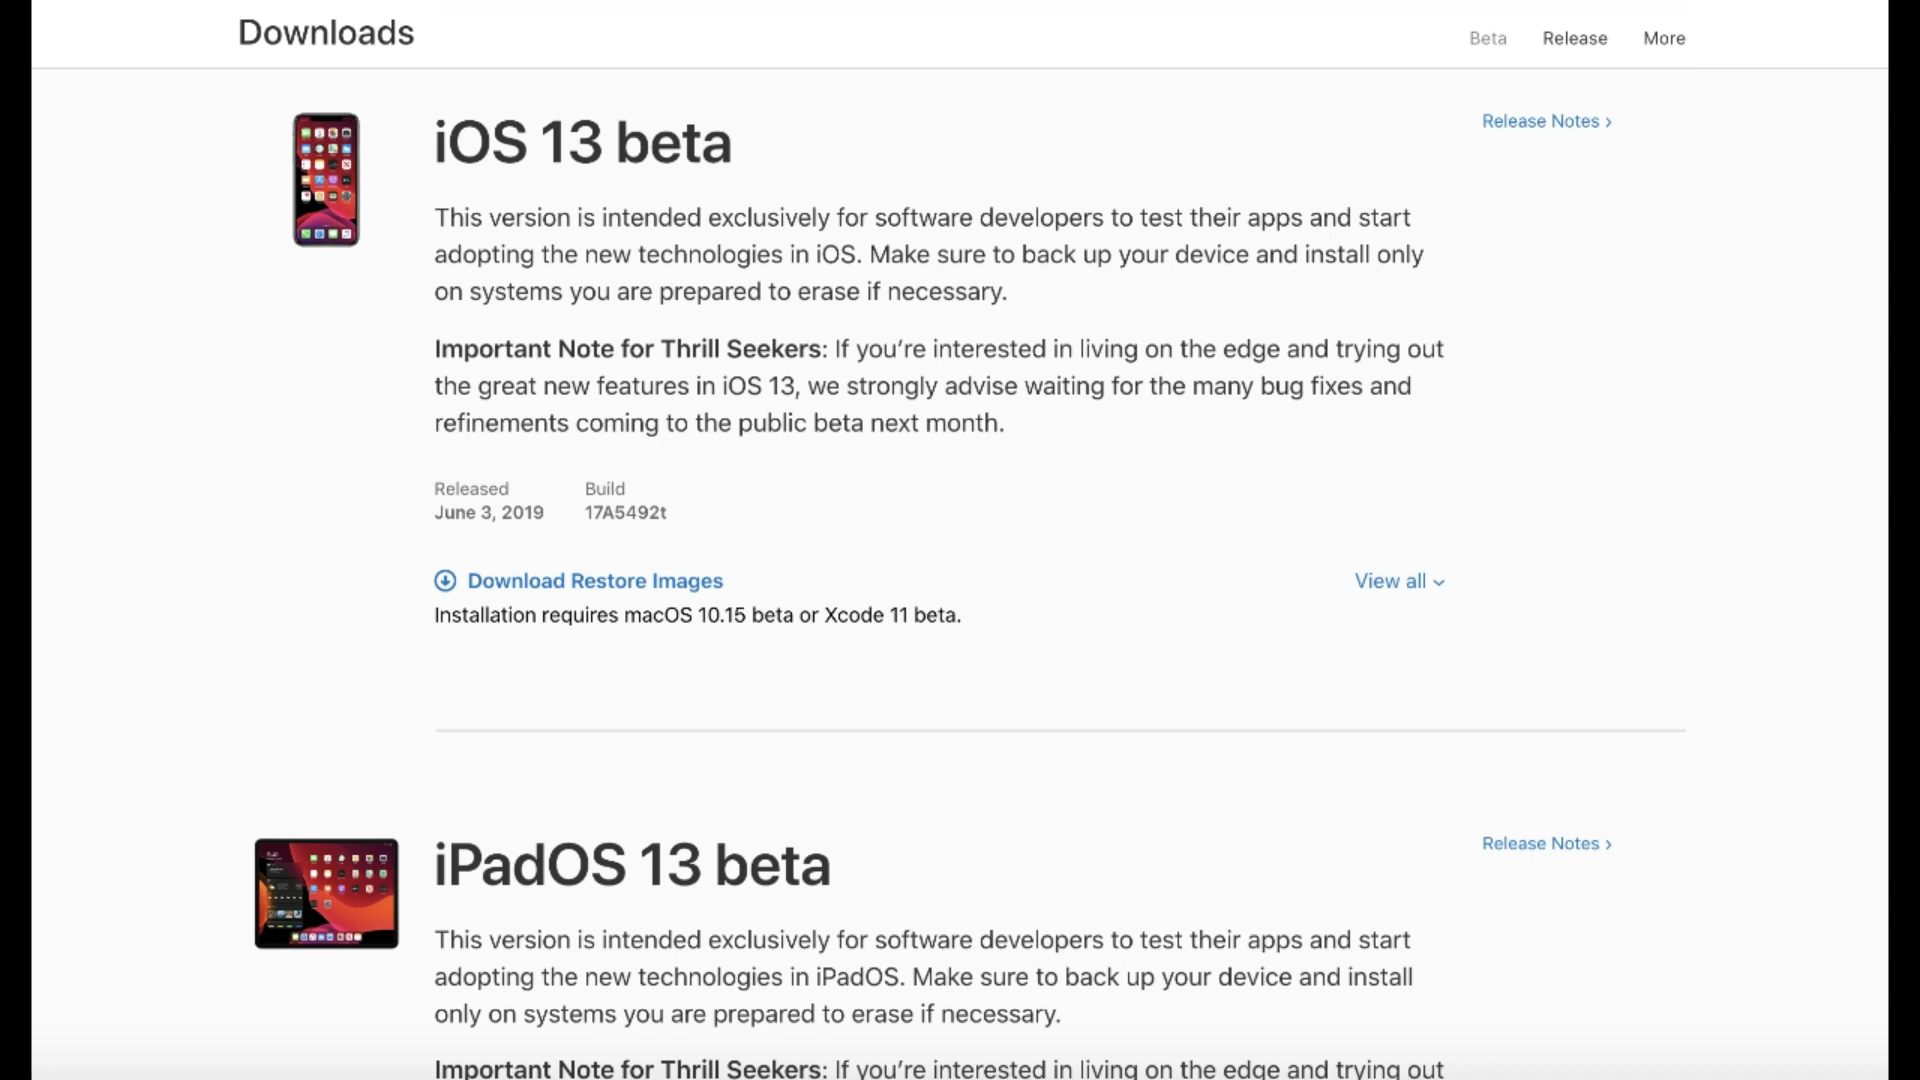 Downloads
Beta Release More
iOS 13 beta
Release Notes ›
This version is intended exclusively for software developers to test their apps and start
adopting the new technologies in iOS. Make sure to back up your device and install only
on systems you are prepared to erase if necessary.
Important Note for Thrill Seekers: If you’re interested in living on the edge and trying out
the great new features in iOS 13, we strongly advise waiting for the many bug fixes and
refinements coming to the public beta next month.
Released Build
June 3, 2019 17A5492t
Download Restore Images
View all
Installation requires macOS 10.15 beta or Xcode 11 beta.
iPadOS 13 beta
Release Notes ›
This version is intended exclusively for software developers to test their apps and start
adopting the new technologies in iPadOS. Make sure to back up your device and install
only on systems you are prepared to erase if necessary.
Important Note for Thrill Seekers: If you’re interested in living on the edge and trying out